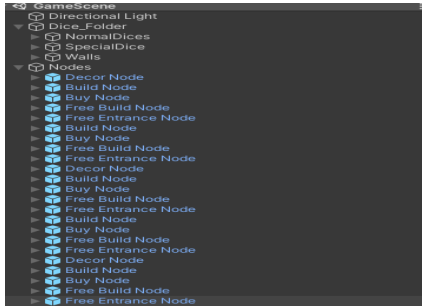 GameScene
Directional Light
Dice_Folder
NormalDices
SpecialDice
Walls
Nodes
Decor Node
Build Node
Buy Node
Free Build Node
Free Entrance Node
Build Node
Buy Node
Free Build Node
Free Entrance Node
Decor Node
Build Node
Buy Node
Free Build Node
Free Entrance Node
Build Node
Buy Node
Free Build Node
Free Entrance Node
Decor Node
Build Node
Buy Node
Free Build Node
Free Entrance Node